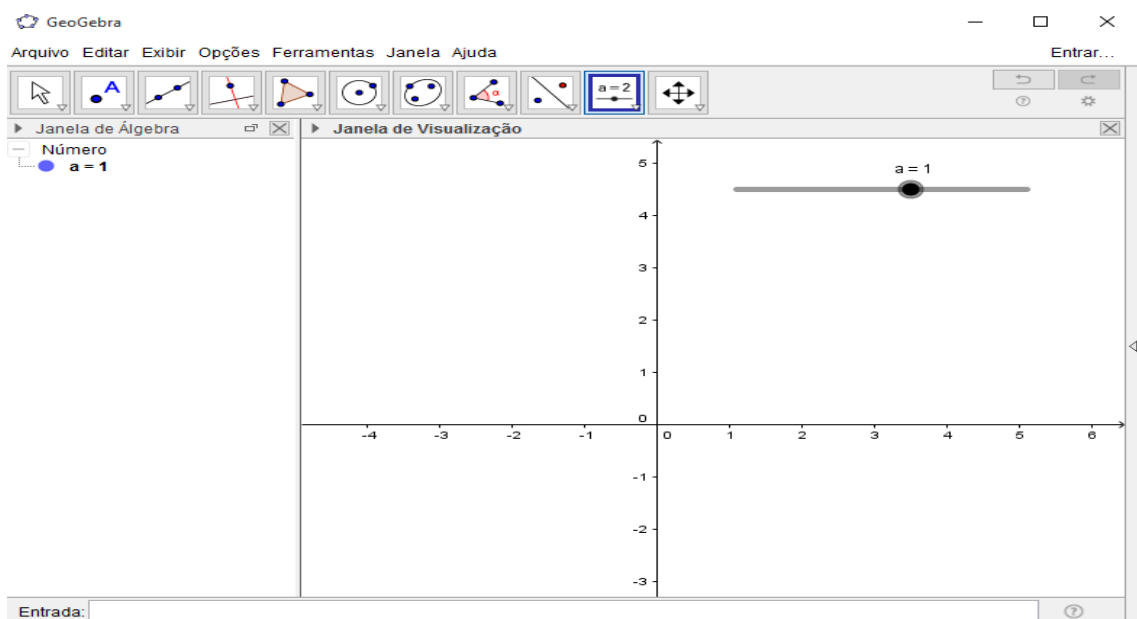 GeoGebra
Arquivo Editar Exibir Opções Ferramentas Janela Ajuda Entrar...
A α a = 2
Janela de Álgebra
Janela de Visualização
Número
a = 1
a = 1
5
4
3
2
1
0
-4 -3 -2 -1 0 1 2 3 4 5 6
-1
-2
-3
Entrada: